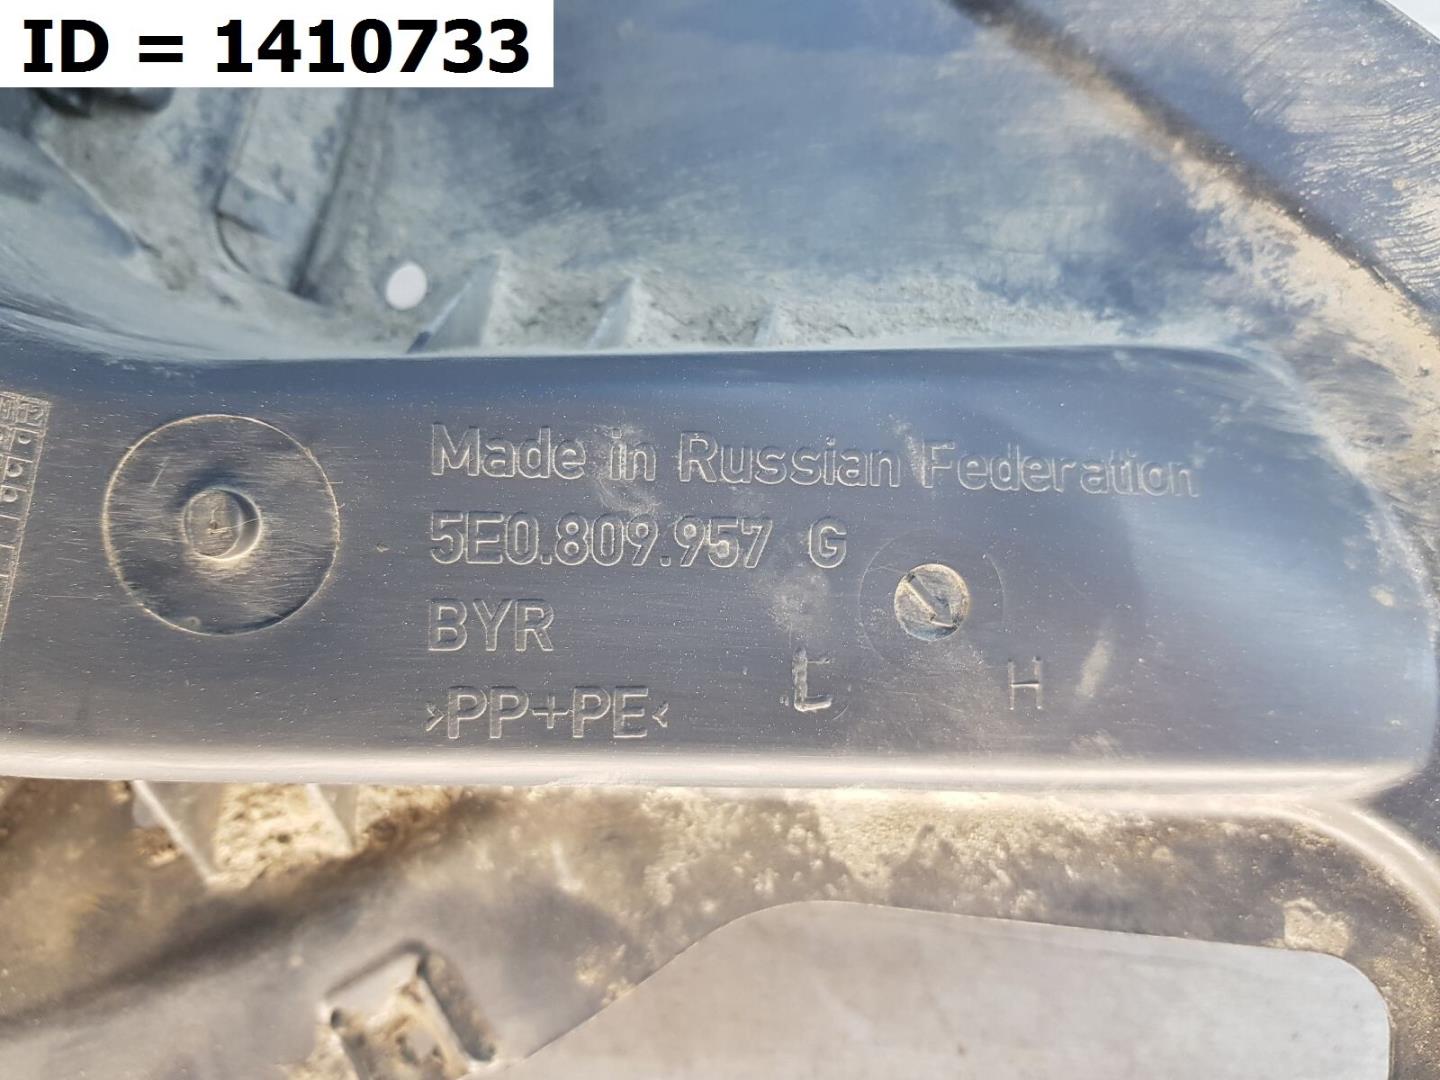 ID = 1410733
Made in Russian Federation
5E0.809.957 G
BYR
>PP+PE<
L H